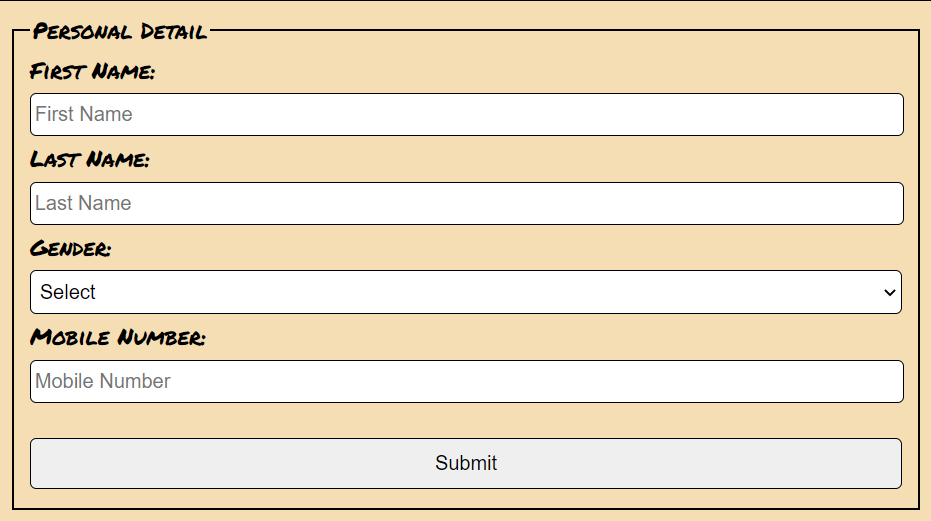 Personal Detail
First Name:
First Name
Last Name:
Last Name
Gender:
Select
Mobile Number:
Mobile Number
Submit